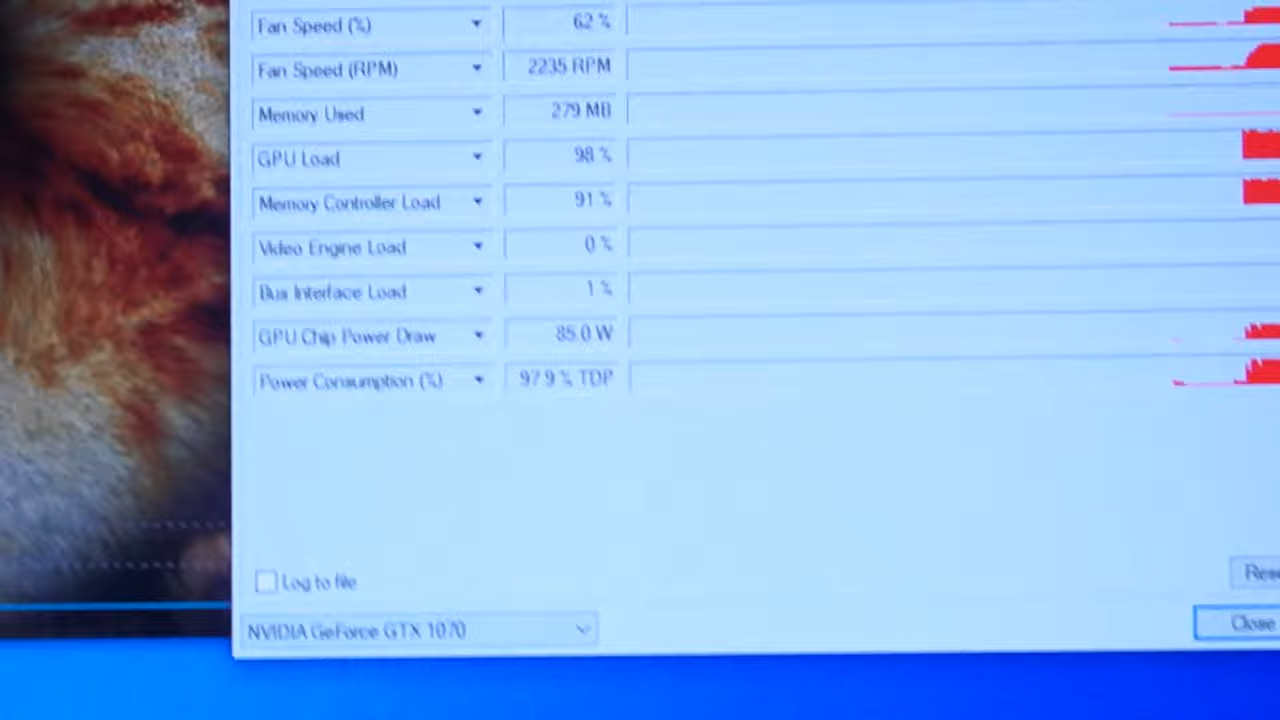 Fan Speed (%) 62 %
Fan Speed (RPM) 2235 RPM
Memory Used 279 MB
GPU Load 98 %
Memory Controller Load 91 %
Video Engine Load 0 %
Bus Interface Load 1 %
GPU Chip Power Draw 85.0 W
Power Consumption (%) 97.9 % TDP
Log to file
Rese
NVIDIA GeForce GTX 1070
Close